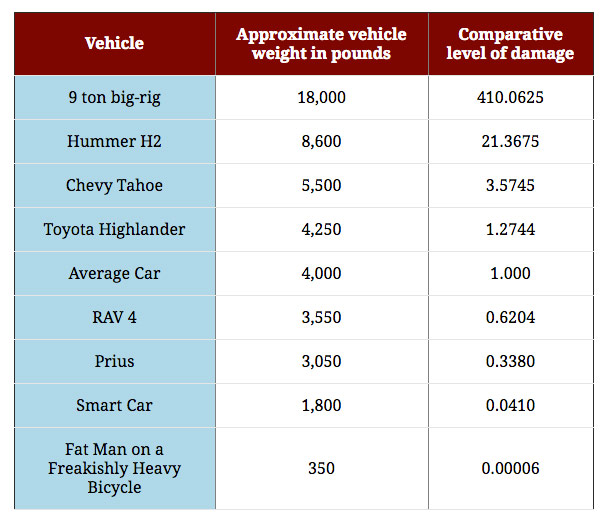 Vehicle
Approximate vehicle
weight in pounds
Comparative
level of damage
9 ton big-rig 18,000 410.0625
Hummer H2 8,600 21.3675
Chevy Tahoe 5,500 3.5745
Toyota Highlander 4,250 1.2744
Average Car 4,000 1.000
RAV 4 3,550 0.6204
Prius 3,050 0.3380
Smart Car 1,800 0.0410
Fat Man on a
Freakishly Heavy
Bicycle
350 0.00006